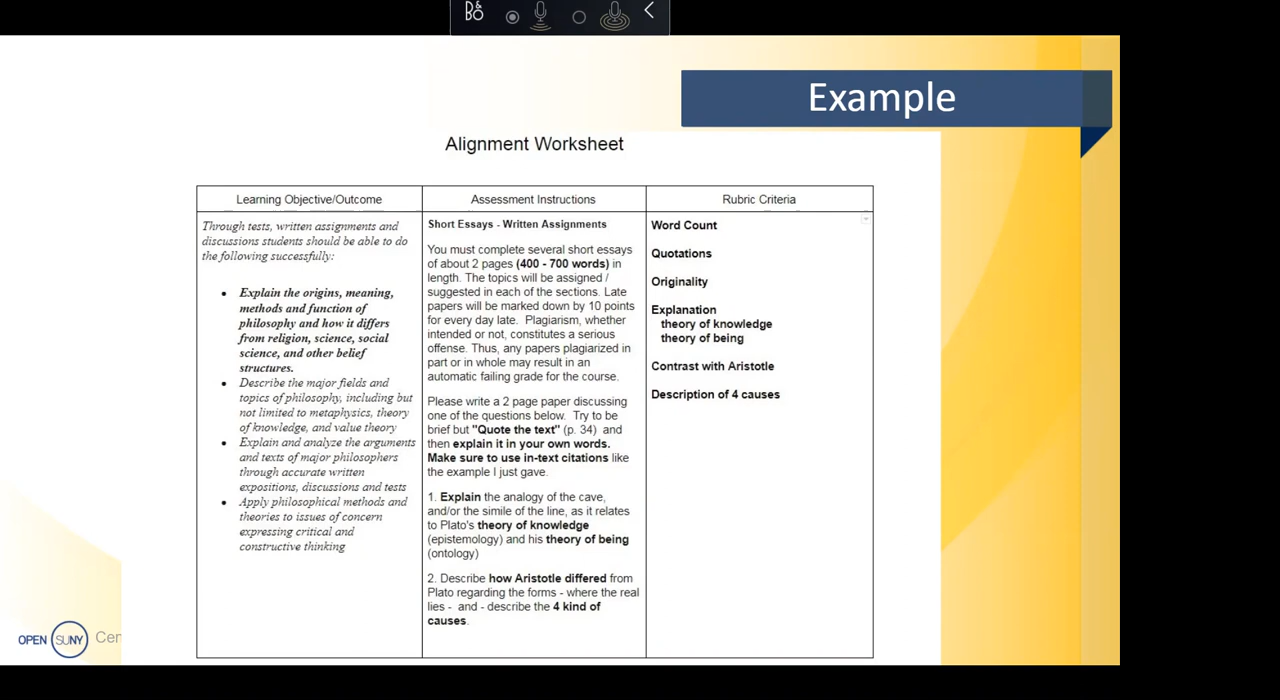 B&O
Example
Alignment Worksheet
Learning Objective/Outcome
Assessment Instructions
Rubric Criteria
Through tests, written assignments and
discussions students should be able to do
the following successfully:
• Explain the origins, meaning,
methods and function of
philosophy and how it differs
from religion, science, social
science, and other belief
structures.
• Describe the major fields and
topics of philosophy, including but
not limited to metaphysics, theory
of knowledge, and value theory
• Explain and analyze the arguments
and texts of major philosophers
through accurate written
expositions, discussions and tests
• Apply philosophical methods and
theories to issues of concern
expressing critical and
constructive thinking
Short Essays - Written Assignments
You must complete several short essays
of about 2 pages (400 - 700 words) in
length. The topics will be assigned /
suggested in each of the sections. Late
papers will be marked down by 10 points
for every day late. Plagiarism, whether
intended or not, constitutes a serious
offense. Thus, any papers plagiarized in
part or in whole may result in an
automatic failing grade for the course.
Please write a 2 page paper discussing
one of the questions below. Try to be
brief but "Quote the text" (p. 34) and
then explain it in your own words.
Make sure to use in-text citations like
the example I just gave.
1. Explain the analogy of the cave,
and/or the simile of the line, as it relates
to Plato's theory of knowledge
(epistemology) and his theory of being
(ontology)
2. Describe how Aristotle differed from
Plato regarding the forms - where the real
lies - and - describe the 4 kind of
causes.
Word Count
Quotations
Originality
Explanation
theory of knowledge
theory of being
Contrast with Aristotle
Description of 4 causes
OPEN SUNY Cen